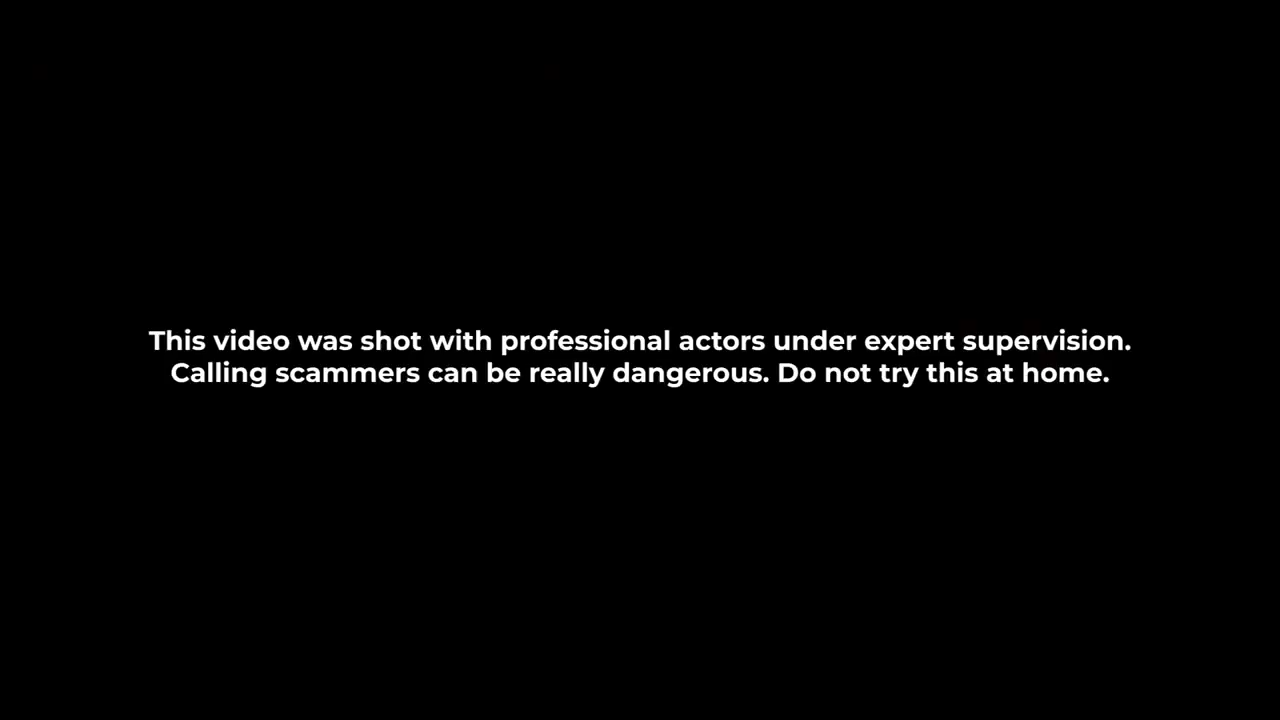 This video was shot with professional actors under expert supervision.
Calling scammers can be really dangerous. Do not try this at home.